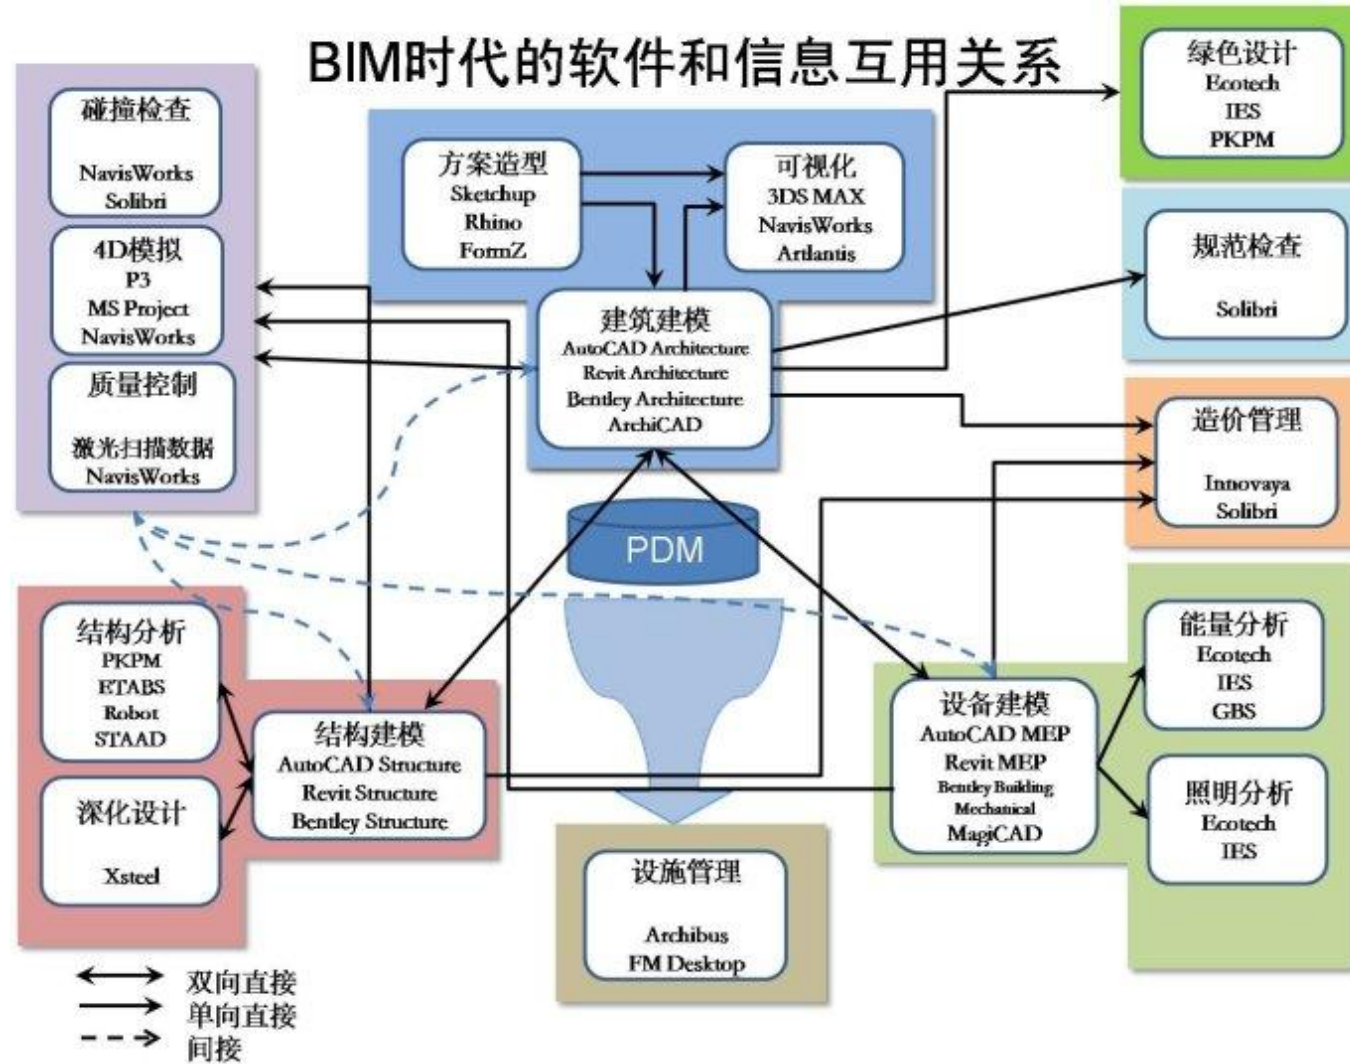 BIM时代的软件和信息互用关系
碰撞检查
NavisWorks
Solibri
4D模拟
P3
MS Project
NavisWorks
质量控制
激光扫描数据
NavisWorks
方案造型
Sketchup
Rhino
FormZ
可视化
3DS MAX
NavisWorks
Artlantis
建筑建模
AutoCAD Architecture
Revit Architecture
Bentley Architecture
ArchiCAD
绿色设计
Ecotech
IES
PKPM
规范检查
Solibri
造价管理
Innovaya
Solibri
PDM
结构分析
PKPM
ETABS
Robot
STAAD
深化设计
Xsteel
结构建模
AutoCAD Structure
Revit Structure
Bentley Structure
设备建模
AutoCAD MEP
Revit MEP
Bentley Building
Mechanical
MagiCAD
能量分析
Ecotech
IES
GBS
照明分析
Ecotech
IES
设施管理
Archibus
FM Desktop
双向直接
单向直接
间接